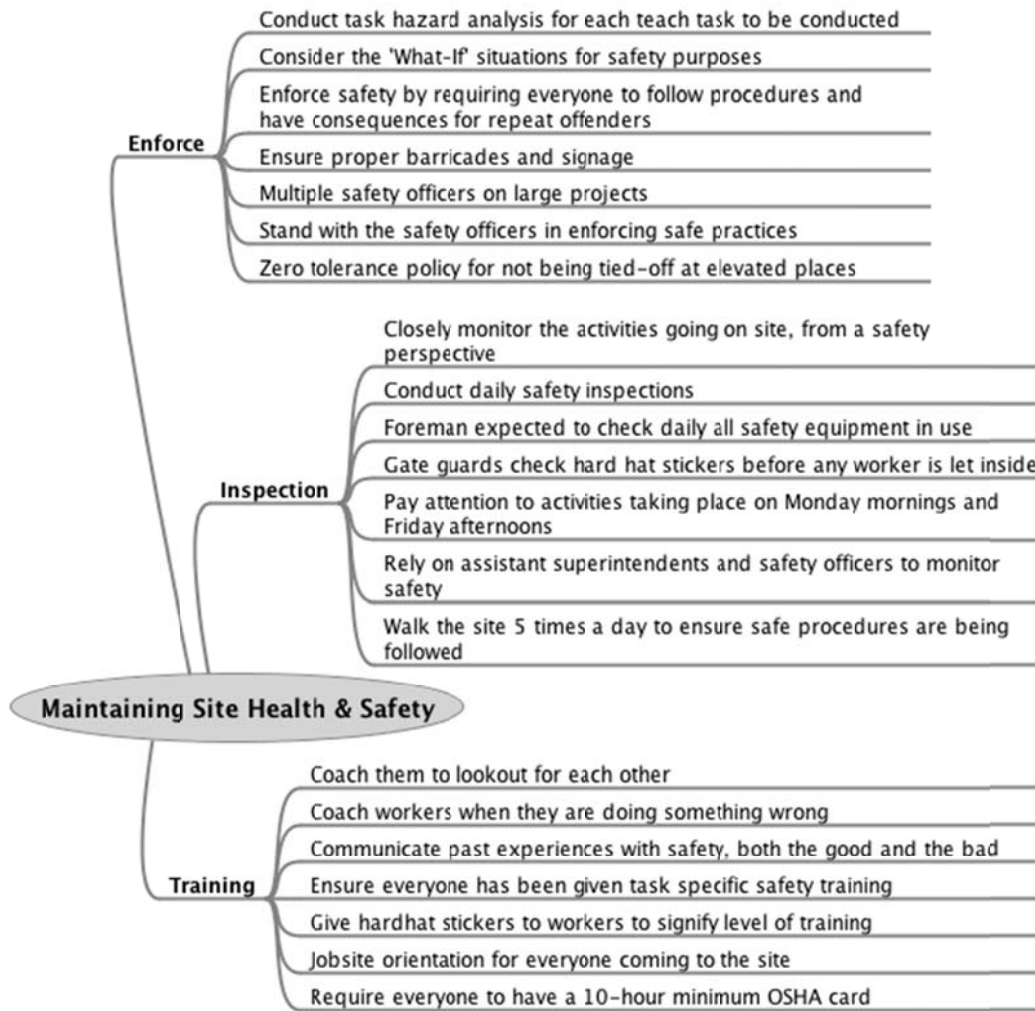 Conduct task hazard analysis for each teach task to be conducted
Consider the 'What-If' situations for safety purposes
Enforce safety by requiring everyone to follow procedures and
have consequences for repeat offenders
Enforce
Ensure proper barricades and signage
Multiple safety officers on large projects
Stand with the safety officers in enforcing safe practices
Zero tolerance policy for not being tied-off at elevated places
Closely monitor the activities going on site, from a safety
perspective
Conduct daily safety inspections
Foreman expected to check daily all safety equipment in use
Gate guards check hard hat stickers before any worker is let inside
Inspection
Pay attention to activities taking place on Monday mornings and
Friday afternoons
Rely on assistant superintendents and safety officers to monitor
safety
Walk the site 5 times a day to ensure safe procedures are being
followed
Maintaining Site Health & Safety
Coach them to lookout for each other
Coach workers when they are doing something wrong
Communicate past experiences with safety, both the good and the bad
Training
Ensure everyone has been given task specific safety training
Give hardhat stickers to workers to signify level of training
Jobsite orientation for everyone coming to the site
Require everyone to have a 10-hour minimum OSHA card